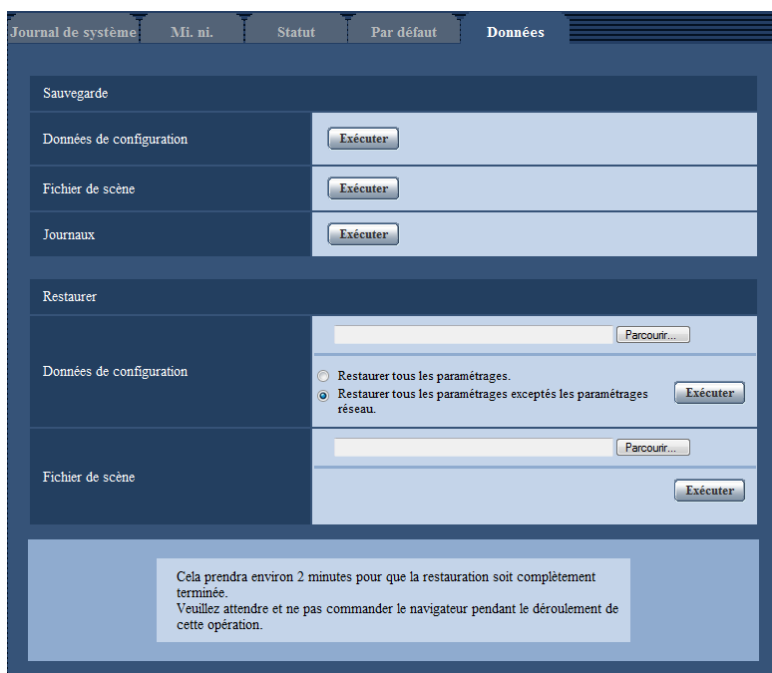 Journal de système Mi. ni. Statut Par défaut Données
Sauvegarde
Données de configuration Exécuter
Fichier de scène Exécuter
Journaux Exécuter
Restaurer
Parcourir...
Données de configuration
Restaurer tous les paramétrages.
Restaurer tous les paramétrages exceptés les paramétrages
réseau.
Exécuter
Parcourir...
Fichier de scène
Exécuter
Cela prendra environ 2 minutes pour que la restauration soit complètement
terminée.
Veuillez attendre et ne pas commander le navigateur pendant le déroulement de
cette opération.